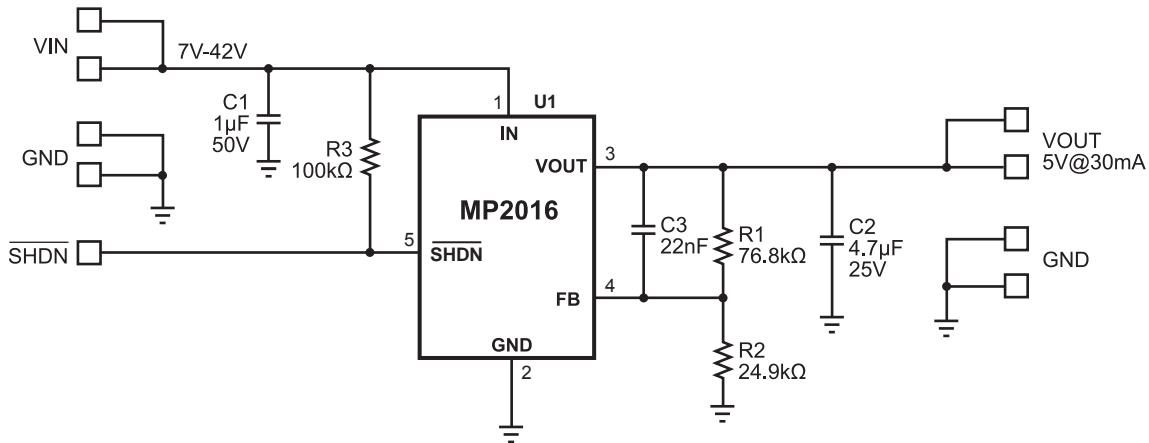 VIN
7V-42V
C1
1µF
50V
GND
R3
100kΩ
SHDN
1
U1
IN
VOUT
3
MP2016
5
SHDN
FB
4
GND
2
C3
22nF
R1
76.8kΩ
C2
4.7µF
25V
R2
24.9kΩ
VOUT
5V@30mA
GND